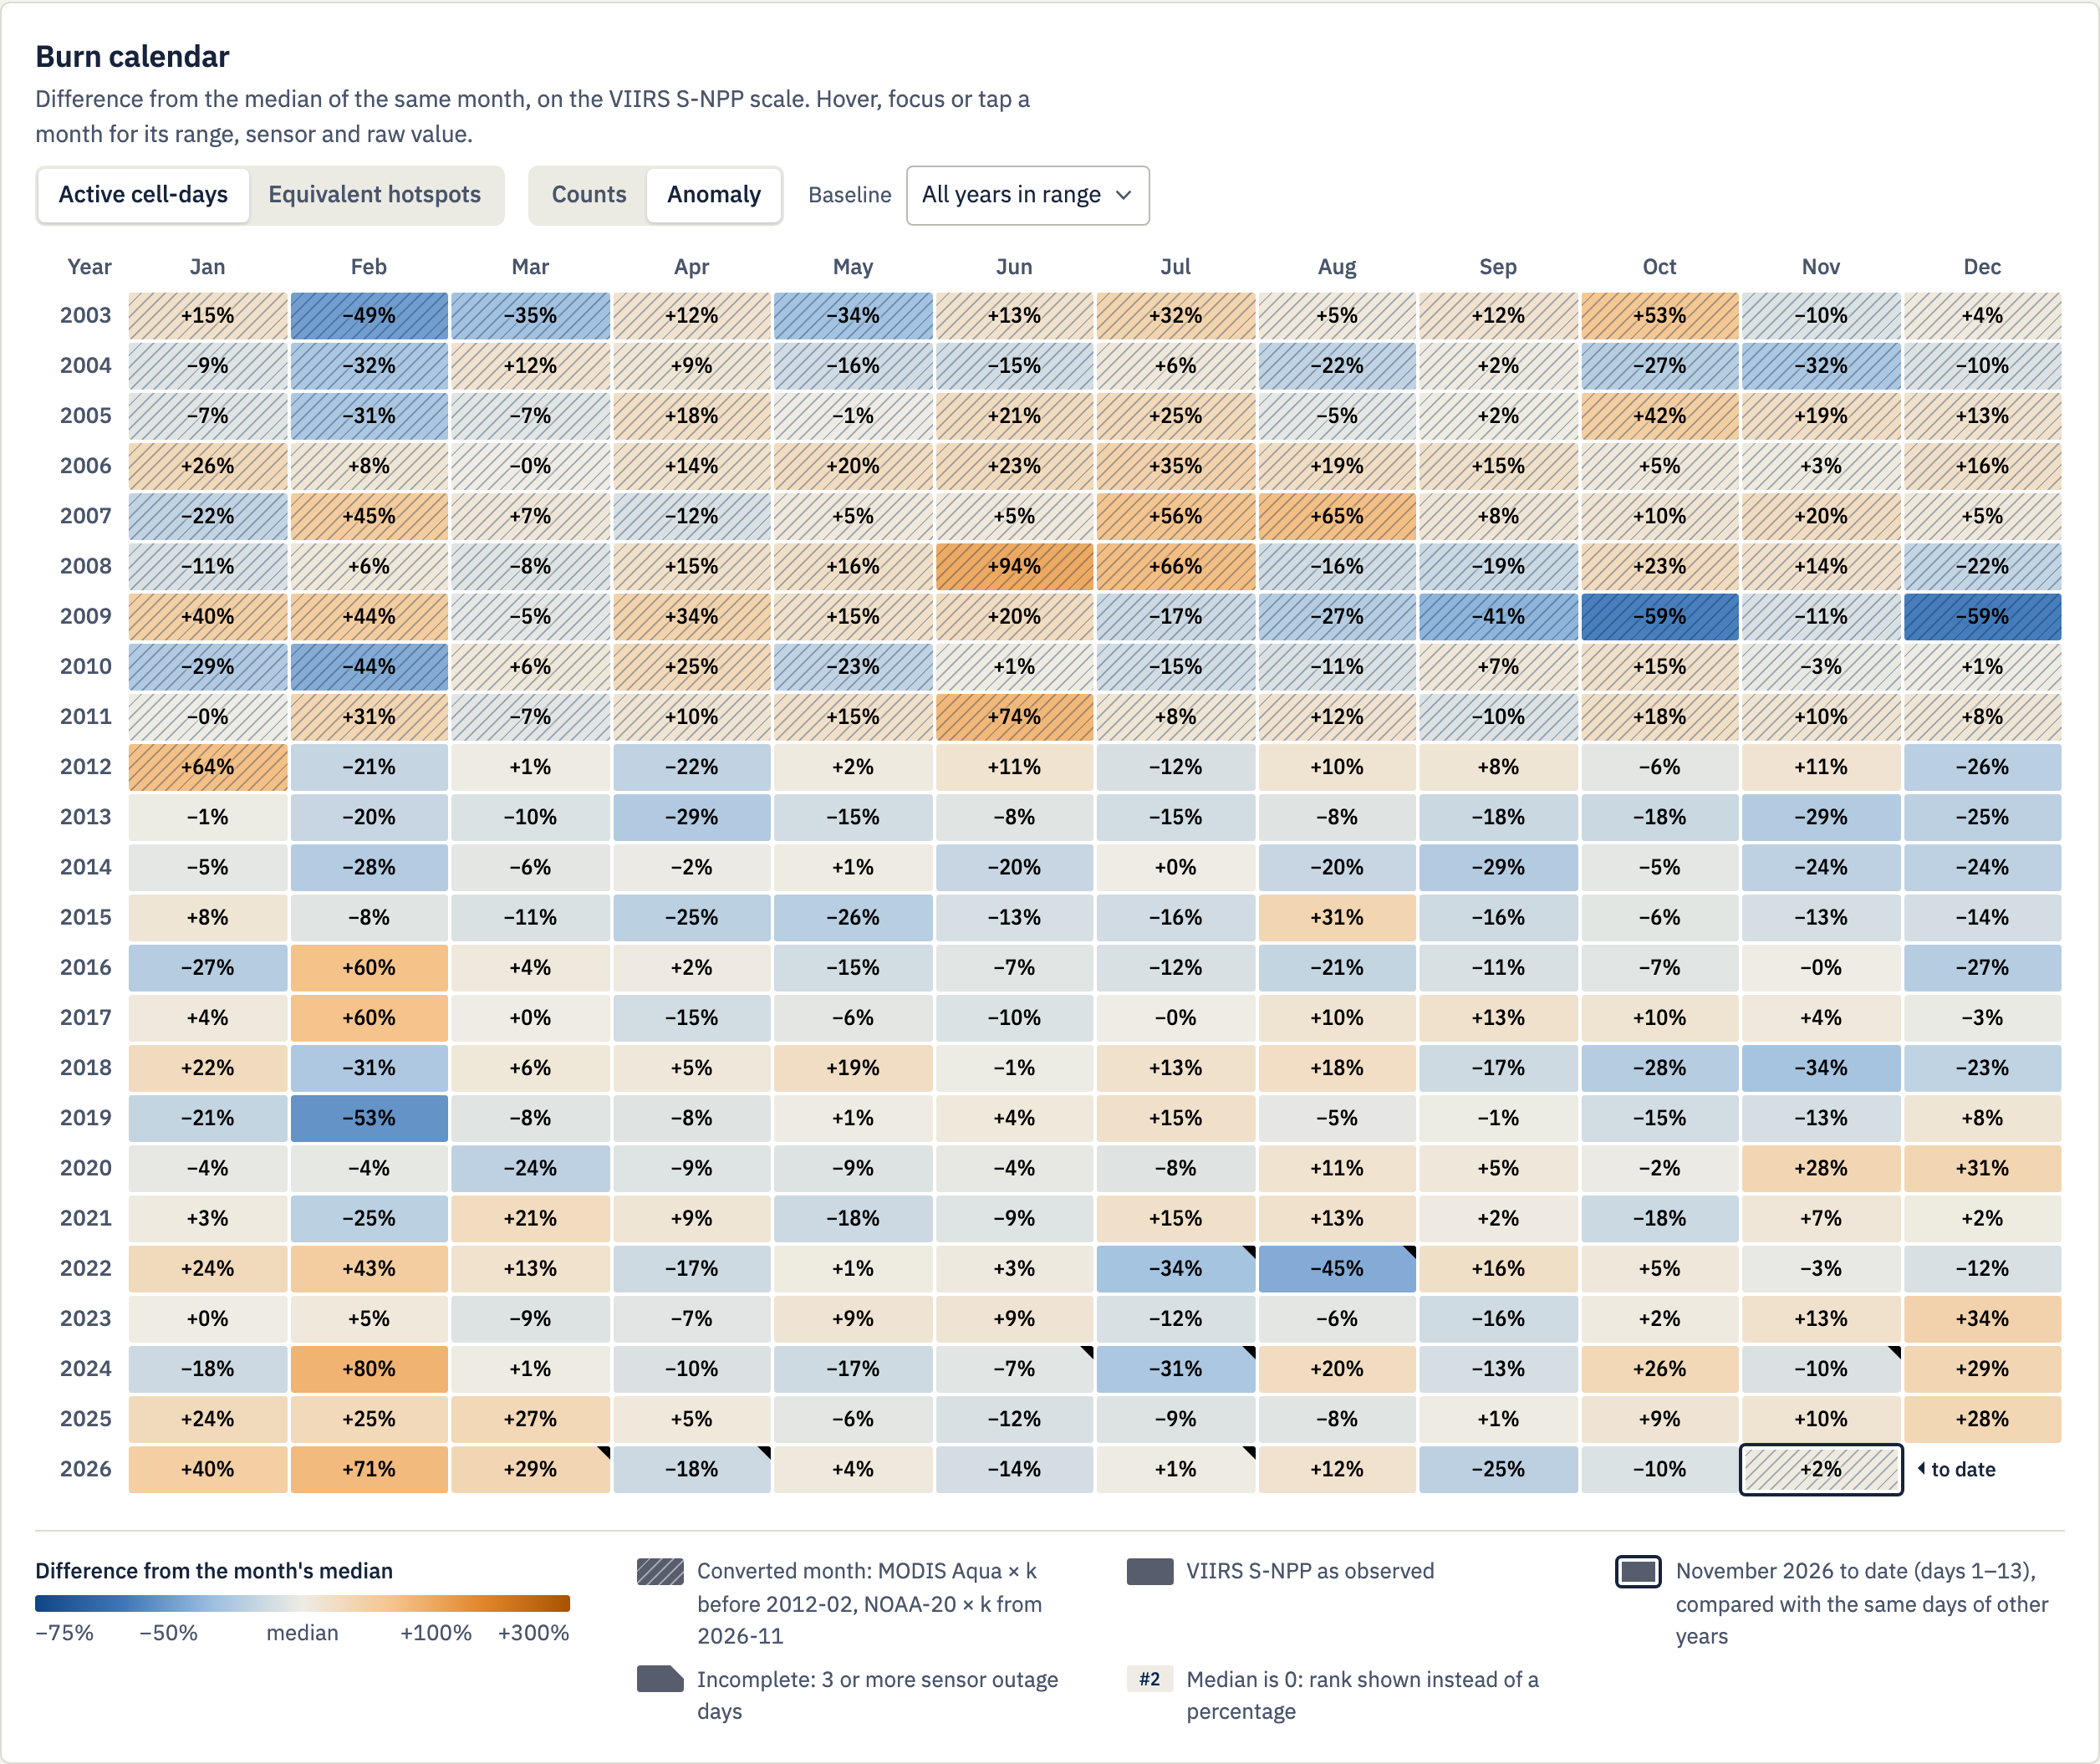 Burn calendar
Difference from the median of the same month, on the VIIRS S-NPP scale. Hover, focus or tap a
month for its range, sensor and raw value.
Active cell-days Equivalent hotspots Counts Anomaly Baseline All years in range
Year Jan Feb Mar Apr May Jun Jul Aug Sep Oct Nov Dec
2003 +15% −49% −35% +12% −34% +13% +32% +5% +12% +53% −10% +4%
2004 −9% −32% +12% +9% −16% −15% +6% −22% +2% −27% −32% −10%
2005 −7% −31% −7% +18% −1% +21% +25% −5% +2% +42% +19% +13%
2006 +26% +8% −0% +14% +20% +23% +35% +19% +15% +5% +3% +16%
2007 −22% +45% +7% −12% +5% +5% +56% +65% +8% +10% +20% +5%
2008 −11% +6% −8% +15% +16% +94% +66% −16% −19% +23% +14% −22%
2009 +40% +44% −5% +34% +15% +20% −17% −27% −41% −59% −11% −59%
2010 −29% −44% +6% +25% −23% +1% −15% −11% +7% +15% −3% +1%
2011 −0% +31% −7% +10% +15% +74% +8% +12% −10% +18% +10% +8%
2012 +64% −21% +1% −22% +2% +11% −12% +10% +8% −6% +11% −26%
2013 −1% −20% −10% −29% −15% −8% −15% −8% −18% −18% −29% −25%
2014 −5% −28% −6% −2% +1% −20% +0% −20% −29% −5% −24% −24%
2015 +8% −8% −11% −25% −26% −13% −16% +31% −16% −6% −13% −14%
2016 −27% +60% +4% +2% −15% −7% −12% −21% −11% −7% −0% −27%
2017 +4% +60% +0% −15% −6% −10% −0% +10% +13% +10% +4% −3%
2018 +22% −31% +6% +5% +19% −1% +13% +18% −17% −28% −34% −23%
2019 −21% −53% −8% −8% +1% +4% +15% −5% −1% −15% −13% +8%
2020 −4% −4% −24% −9% −9% −4% −8% +11% +5% −2% +28% +31%
2021 +3% −25% +21% +9% −18% −9% +15% +13% +2% −18% +7% +2%
2022 +24% +43% +13% −17% +1% +3% −34% −45% +16% +5% −3% −12%
2023 +0% +5% −9% −7% +9% +9% −12% −6% −16% +2% +13% +34%
2024 −18% +80% +1% −10% −17% −7% −31% +20% −13% +26% −10% +29%
2025 +24% +25% +27% +5% −6% −12% −9% −8% +1% +9% +10% +28%
2026 +40% +71% +29% −18% +4% −14% +1% +12% −25% −10% +2% to date
Difference from the month's median
−75% −50% median +100% +300%
Converted month: MODIS Aqua × k
before 2012-02, NOAA-20 × k from
2026-11
VIIRS S-NPP as observed
November 2026 to date (days 1–13),
compared with the same days of other
years
Incomplete: 3 or more sensor outage
days
#2 Median is 0: rank shown instead of a
percentage